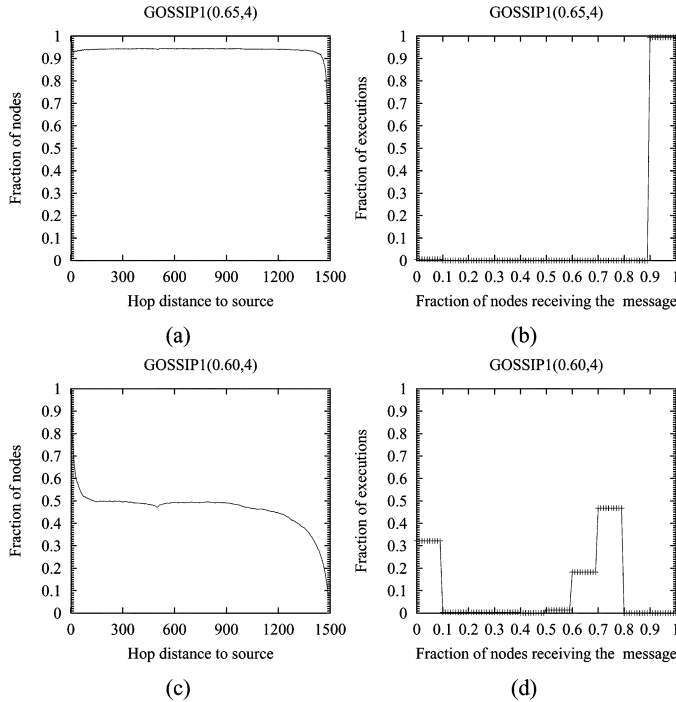 GOSSIP1(0.65,4)
1
0.9
0.8
0.7
0.6
0.5
0.4
0.3
0.2
0.1
0
Fraction of nodes
0 300 600 900 1200 1500
Hop distance to source
(a)
GOSSIP1(0.65,4)
1
0.9
0.8
0.7
0.6
0.5
0.4
0.3
0.2
0.1
0
Fraction of executions
0 0.1 0.2 0.3 0.4 0.5 0.6 0.7 0.8 0.9 1
Fraction of nodes receiving the message
(b)
GOSSIP1(0.60,4)
1
0.9
0.8
0.7
0.6
0.5
0.4
0.3
0.2
0.1
0
Fraction of nodes
0 300 600 900 1200 1500
Hop distance to source
(c)
GOSSIP1(0.60,4)
1
0.9
0.8
0.7
0.6
0.5
0.4
0.3
0.2
0.1
0
Fraction of executions
0 0.1 0.2 0.3 0.4 0.5 0.6 0.7 0.8 0.9 1
Fraction of nodes receiving the message
(d)